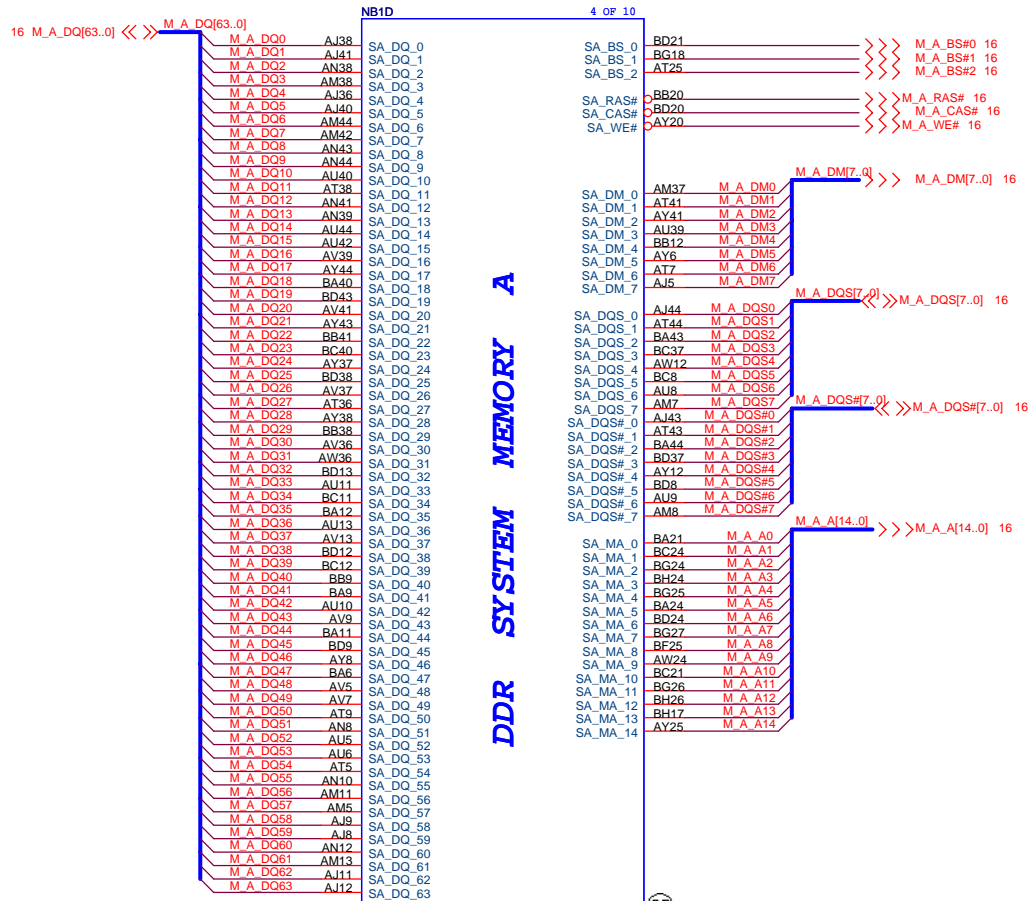 NB1D
4 OF 10
16 M_A_DQ[63..0]
M_A_DQ[63..0]
M_A_DQ0 AJ38 SA_DQ_0
M_A_DQ1 AJ41 SA_DQ_1
M_A_DQ2 AN38 SA_DQ_2
M_A_DQ3 AM38 SA_DQ_3
M_A_DQ4 AJ36 SA_DQ_4
M_A_DQ5 AJ40 SA_DQ_5
M_A_DQ6 AM44 SA_DQ_6
M_A_DQ7 AM42 SA_DQ_7
M_A_DQ8 AN43 SA_DQ_8
M_A_DQ9 AN44 SA_DQ_9
M_A_DQ10 AU40 SA_DQ_10
M_A_DQ11 AT38 SA_DQ_11
M_A_DQ12 AN41 SA_DQ_12
M_A_DQ13 AN39 SA_DQ_13
M_A_DQ14 AU44 SA_DQ_14
M_A_DQ15 AU42 SA_DQ_15
M_A_DQ16 AV39 SA_DQ_16
M_A_DQ17 AY44 SA_DQ_17
M_A_DQ18 BA40 SA_DQ_18
M_A_DQ19 BD43 SA_DQ_19
M_A_DQ20 AV41 SA_DQ_20
M_A_DQ21 AY43 SA_DQ_21
M_A_DQ22 BB41 SA_DQ_22
M_A_DQ23 BC40 SA_DQ_23
M_A_DQ24 AY37 SA_DQ_24
M_A_DQ25 BD38 SA_DQ_25
M_A_DQ26 AV37 SA_DQ_26
M_A_DQ27 AT36 SA_DQ_27
M_A_DQ28 AY38 SA_DQ_28
M_A_DQ29 BB38 SA_DQ_29
M_A_DQ30 AV36 SA_DQ_30
M_A_DQ31 AW36 SA_DQ_31
M_A_DQ32 BD13 SA_DQ_32
M_A_DQ33 AU11 SA_DQ_33
M_A_DQ34 BC11 SA_DQ_34
M_A_DQ35 BA12 SA_DQ_35
M_A_DQ36 AU13 SA_DQ_36
M_A_DQ37 AV13 SA_DQ_37
M_A_DQ38 BD12 SA_DQ_38
M_A_DQ39 BC12 SA_DQ_39
M_A_DQ40 BB9 SA_DQ_40
M_A_DQ41 BA9 SA_DQ_41
M_A_DQ42 AU10 SA_DQ_42
M_A_DQ43 AV9 SA_DQ_43
M_A_DQ44 BA11 SA_DQ_44
M_A_DQ45 BD9 SA_DQ_45
M_A_DQ46 AY8 SA_DQ_46
M_A_DQ47 BA6 SA_DQ_47
M_A_DQ48 AV5 SA_DQ_48
M_A_DQ49 AV7 SA_DQ_49
M_A_DQ50 AT9 SA_DQ_50
M_A_DQ51 AN8 SA_DQ_51
M_A_DQ52 AU5 SA_DQ_52
M_A_DQ53 AU6 SA_DQ_53
M_A_DQ54 AT5 SA_DQ_54
M_A_DQ55 AN10 SA_DQ_55
M_A_DQ56 AM11 SA_DQ_56
M_A_DQ57 AM5 SA_DQ_57
M_A_DQ58 AJ9 SA_DQ_58
M_A_DQ59 AJ8 SA_DQ_59
M_A_DQ60 AN12 SA_DQ_60
M_A_DQ61 AM13 SA_DQ_61
M_A_DQ62 AJ11 SA_DQ_62
M_A_DQ63 AJ12 SA_DQ_63
DDR SYSTEM MEMORY A
SA_BS_0 BD21 M_A_BS#0 16
SA_BS_1 BG18 M_A_BS#1 16
SA_BS_2 AT25 M_A_BS#2 16
SA_RAS# BB20 M_A_RAS# 16
SA_CAS# BD20 M_A_CAS# 16
SA_WE# AY20 M_A_WE# 16
M_A_DM[7..0] M_A_DM[7..0] 16
SA_DM_0 AM37 M_A_DM0
SA_DM_1 AT41 M_A_DM1
SA_DM_2 AY41 M_A_DM2
SA_DM_3 AU39 M_A_DM3
SA_DM_4 BB12 M_A_DM4
SA_DM_5 AY6 M_A_DM5
SA_DM_6 AT7 M_A_DM6
SA_DM_7 AJ5 M_A_DM7
M_A_DQS[7..0] M_A_DQS[7..0] 16
SA_DQS_0 AJ44 M_A_DQS0
SA_DQS_1 AT44 M_A_DQS1
SA_DQS_2 BA43 M_A_DQS2
SA_DQS_3 BC37 M_A_DQS3
SA_DQS_4 AW12 M_A_DQS4
SA_DQS_5 BC8 M_A_DQS5
SA_DQS_6 AU8 M_A_DQS6
SA_DQS_7 AM7 M_A_DQS7
M_A_DQS#[7..0] M_A_DQS#[7..0] 16
SA_DQS#_0 AJ43 M_A_DQS#0
SA_DQS#_1 AT43 M_A_DQS#1
SA_DQS#_2 BA44 M_A_DQS#2
SA_DQS#_3 BD37 M_A_DQS#3
SA_DQS#_4 AY12 M_A_DQS#4
SA_DQS#_5 BD8 M_A_DQS#5
SA_DQS#_6 AU9 M_A_DQS#6
SA_DQS#_7 AM8 M_A_DQS#7
M_A_A[14..0] 16
SA_MA_0 BA21 M_A_A0
SA_MA_1 BC24 M_A_A1
SA_MA_2 BG24 M_A_A2
SA_MA_3 BH24 M_A_A3
SA_MA_4 BG25 M_A_A4
SA_MA_5 BA24 M_A_A5
SA_MA_6 BD24 M_A_A6
SA_MA_7 BG27 M_A_A7
SA_MA_8 BF25 M_A_A8
SA_MA_9 AW24 M_A_A9
SA_MA_10 BC21 M_A_A10
SA_MA_11 BG26 M_A_A11
SA_MA_12 BH26 M_A_A12
SA_MA_13 BH17 M_A_A13
SA_MA_14 AY25 M_A_A14
M_A_A[14..0]